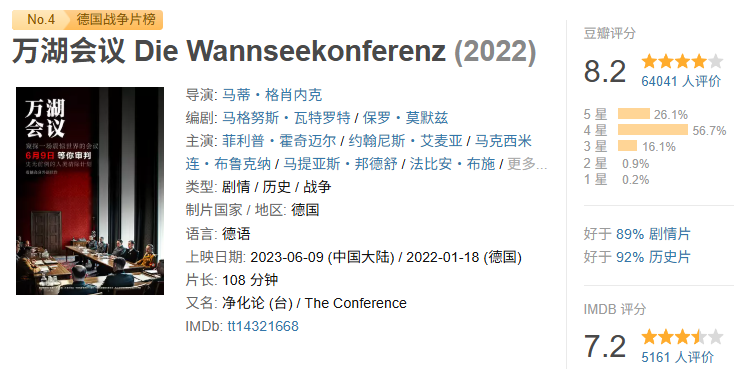 No.4 德国战争片榜
万湖会议 Die Wannseekonferenz (2022)
万湖
会议
窥探一场震惊世界的会议
6月9日 等你审判
导演: 马蒂·格肖内克
编剧: 马格努斯·瓦特罗特 / 保罗·莫默兹
主演: 菲利普·霍奇迈尔 / 约翰尼斯·艾麦亚 / 马克西米
连·布鲁克纳 / 马提亚斯·邦德舒 / 法比安·布施 / 更多...
类型: 剧情 / 历史 / 战争
制片国家 / 地区: 德国
语言: 德语
上映日期: 2023-06-09 (中国大陆) / 2022-01-18 (德国)
片长: 108 分钟
又名: 净化论 (台) / The Conference
IMDb: tt14321668
豆瓣评分
8.2
64041 人评价
5 星 26.1%
4 星 56.7%
3 星 16.1%
2 星 0.9%
1 星 0.2%
好于 89% 剧情片
好于 92% 历史片
IMDB 评分
7.2
5161 人评价